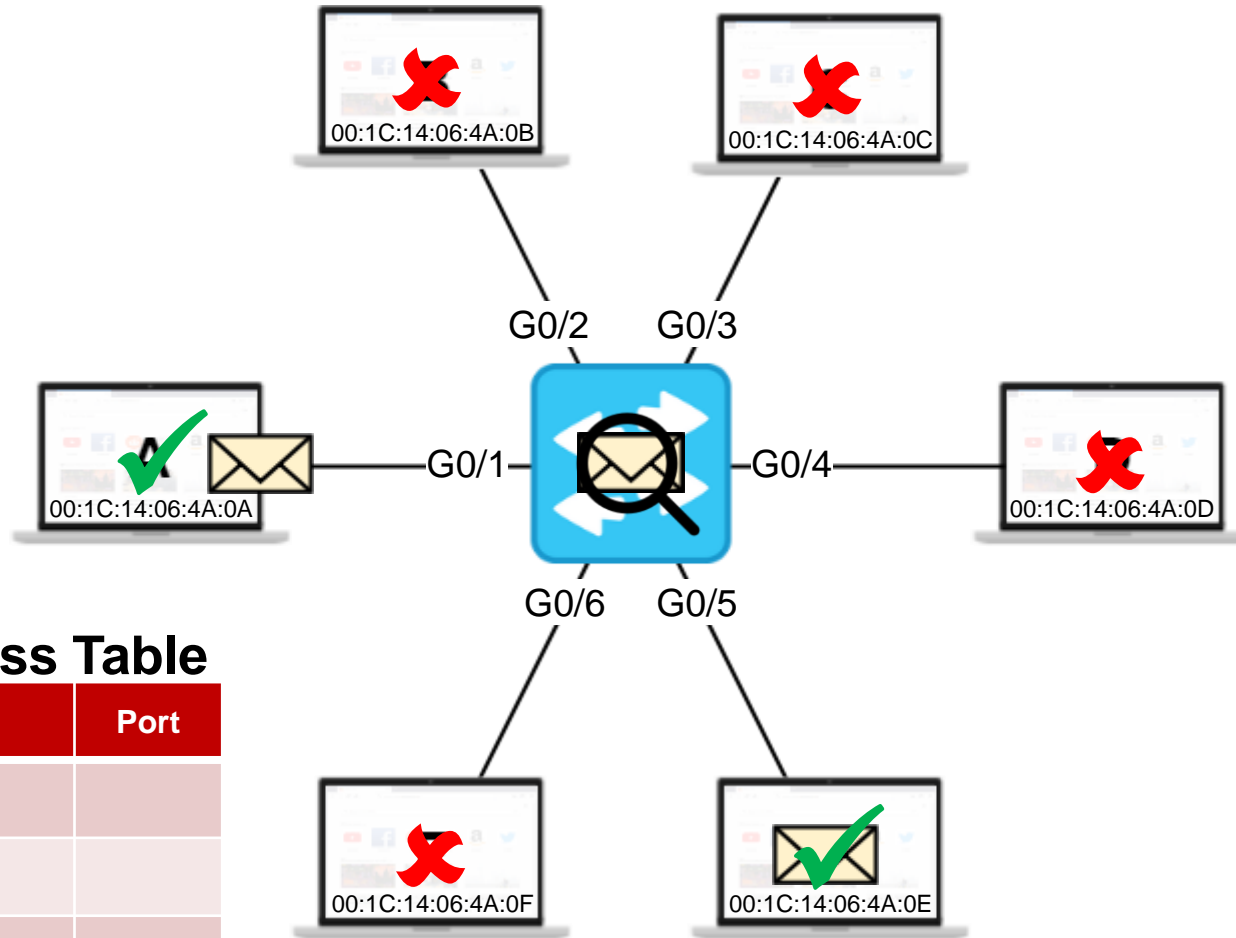 00:1C:14:06:4A:0B
00:1C:14:06:4A:0C
G0/2
G0/3
A
00:1C:14:06:4A:0A
G0/1
G0/4
00:1C:14:06:4A:0D
G0/6
G0/5
ss Table
Port
00:1C:14:06:4A:0F
00:1C:14:06:4A:0E